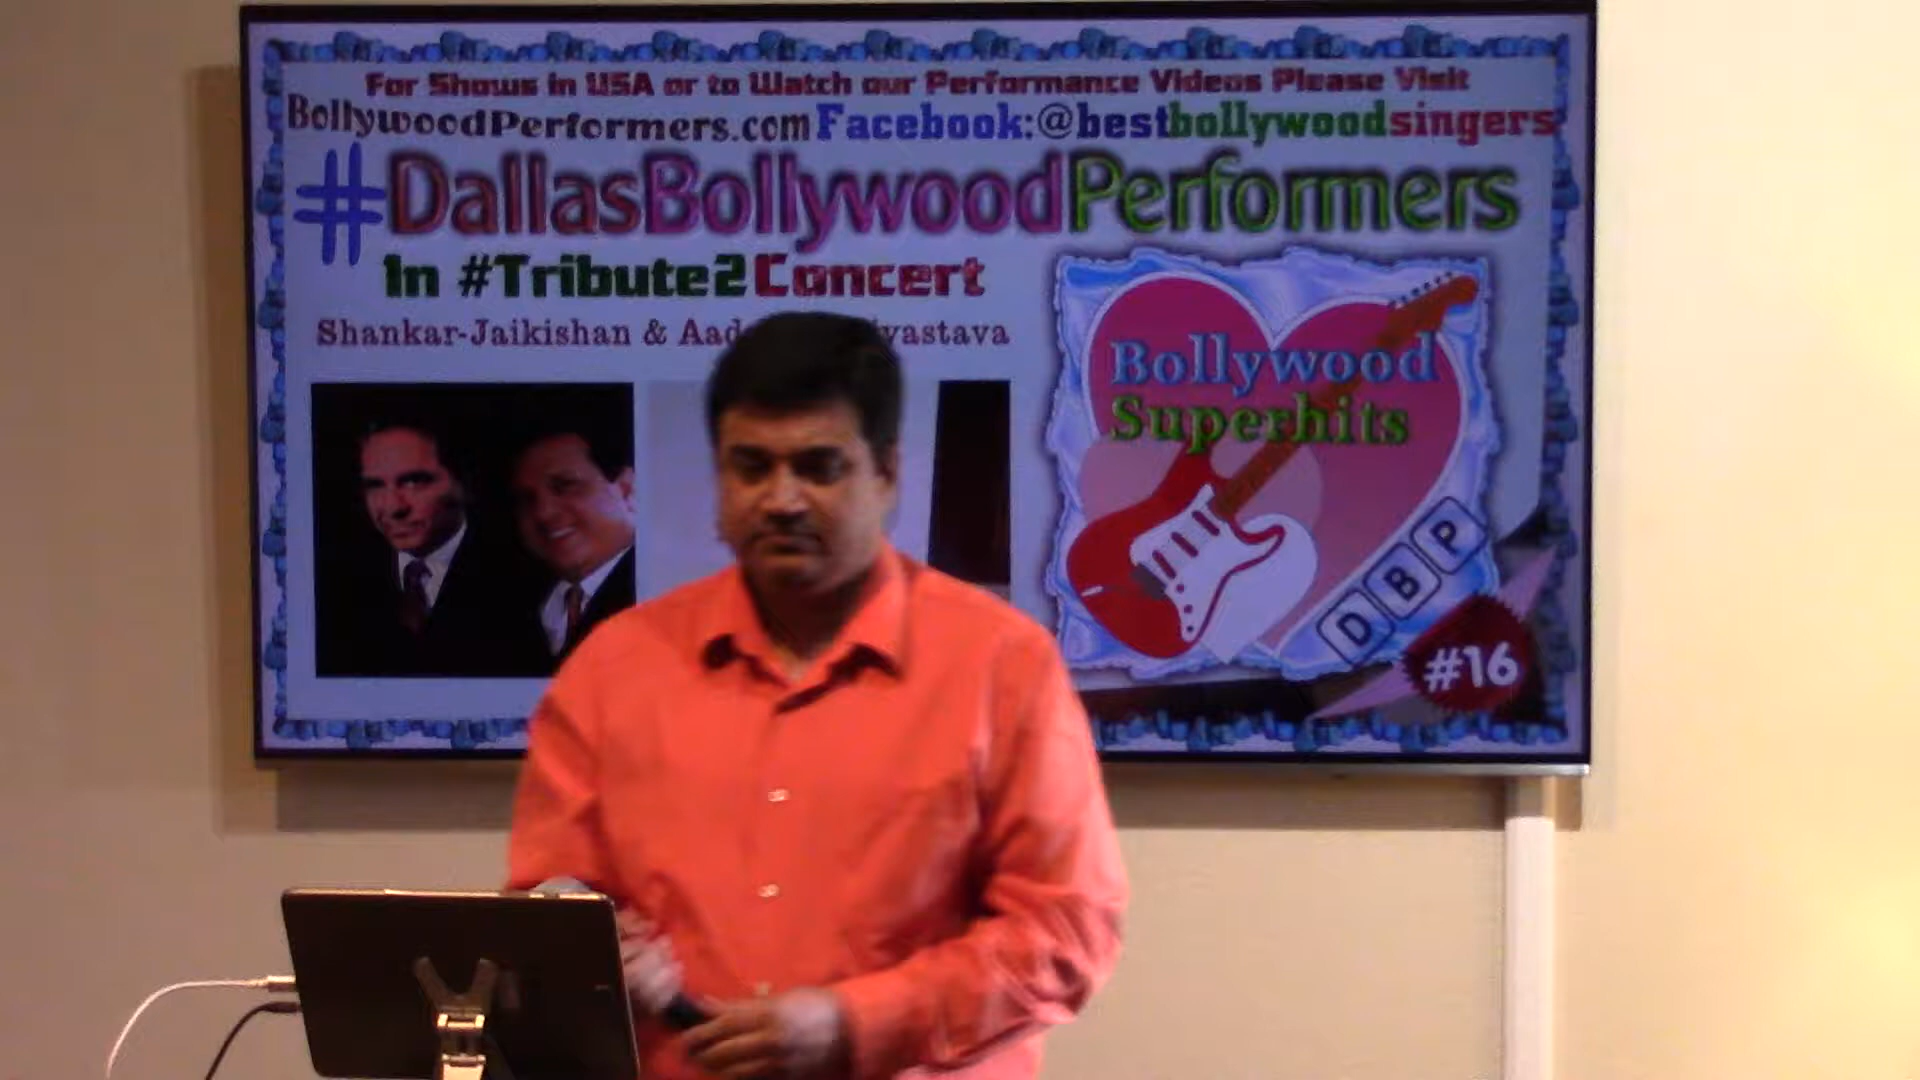 For Shows in USA or to Watch our Performance Videos Please Visit
BollywoodPerformers.com Facebook:@bestbollywoodsingers
#DallasBollywoodPerformers
In #Tribute2Concert
Shankar-Jaikishan &
Bollywood
Superhits
DBP
#16